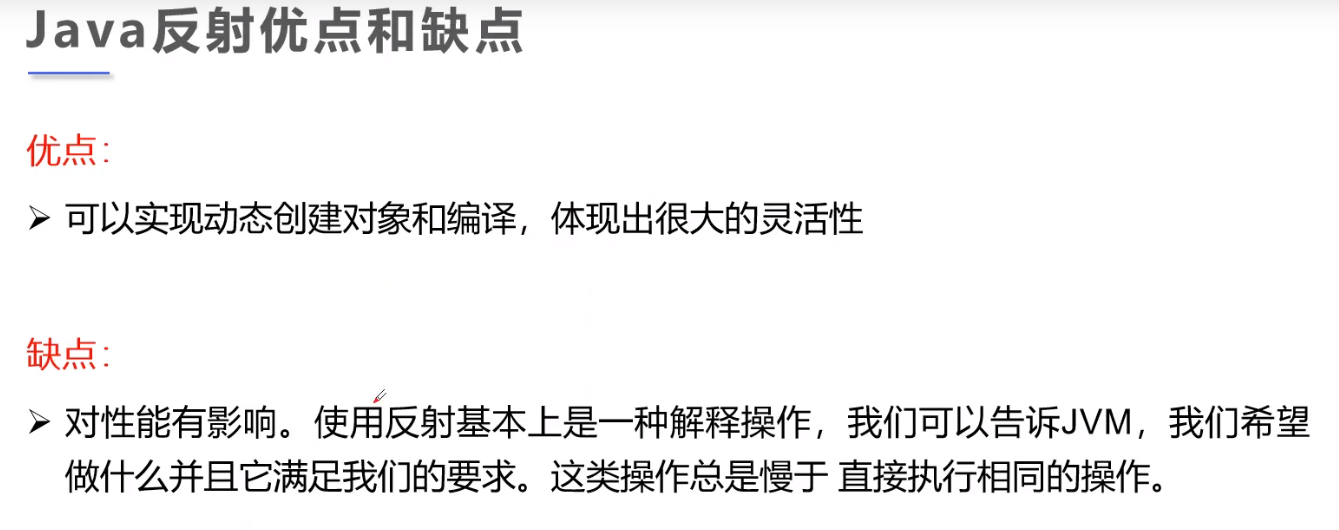 Java反射优点和缺点
优点：
➢ 可以实现动态创建对象和编译，体现出很大的灵活性
缺点：
➢ 对性能有影响。使用反射基本上是一种解释操作，我们可以告诉JVM，我们希望
做什么并且它满足我们的要求。这类操作总是慢于 直接执行相同的操作。